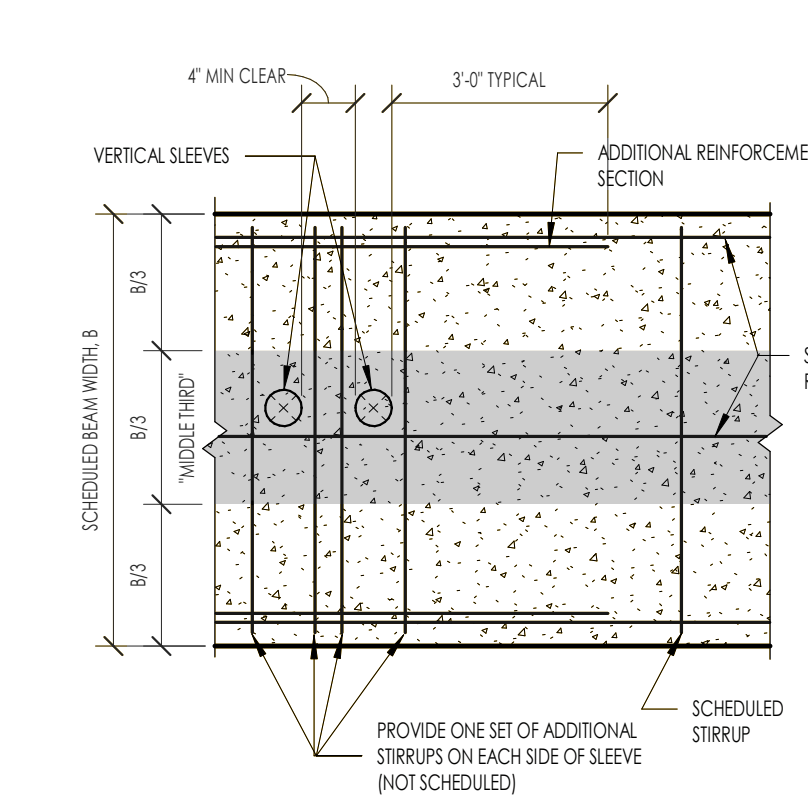 4" MIN CLEAR
3'-0" TYPICAL
VERTICAL SLEEVES
ADDITIONAL REINFORCEME
SECTION
SCHEDULED BEAM WIDTH, B
B/3
B/3
"MIDDLE THIRD"
B/3
S
F
SCHEDULED
STIRRUP
PROVIDE ONE SET OF ADDITIONAL
STIRRUPS ON EACH SIDE OF SLEEVE
(NOT SCHEDULED)